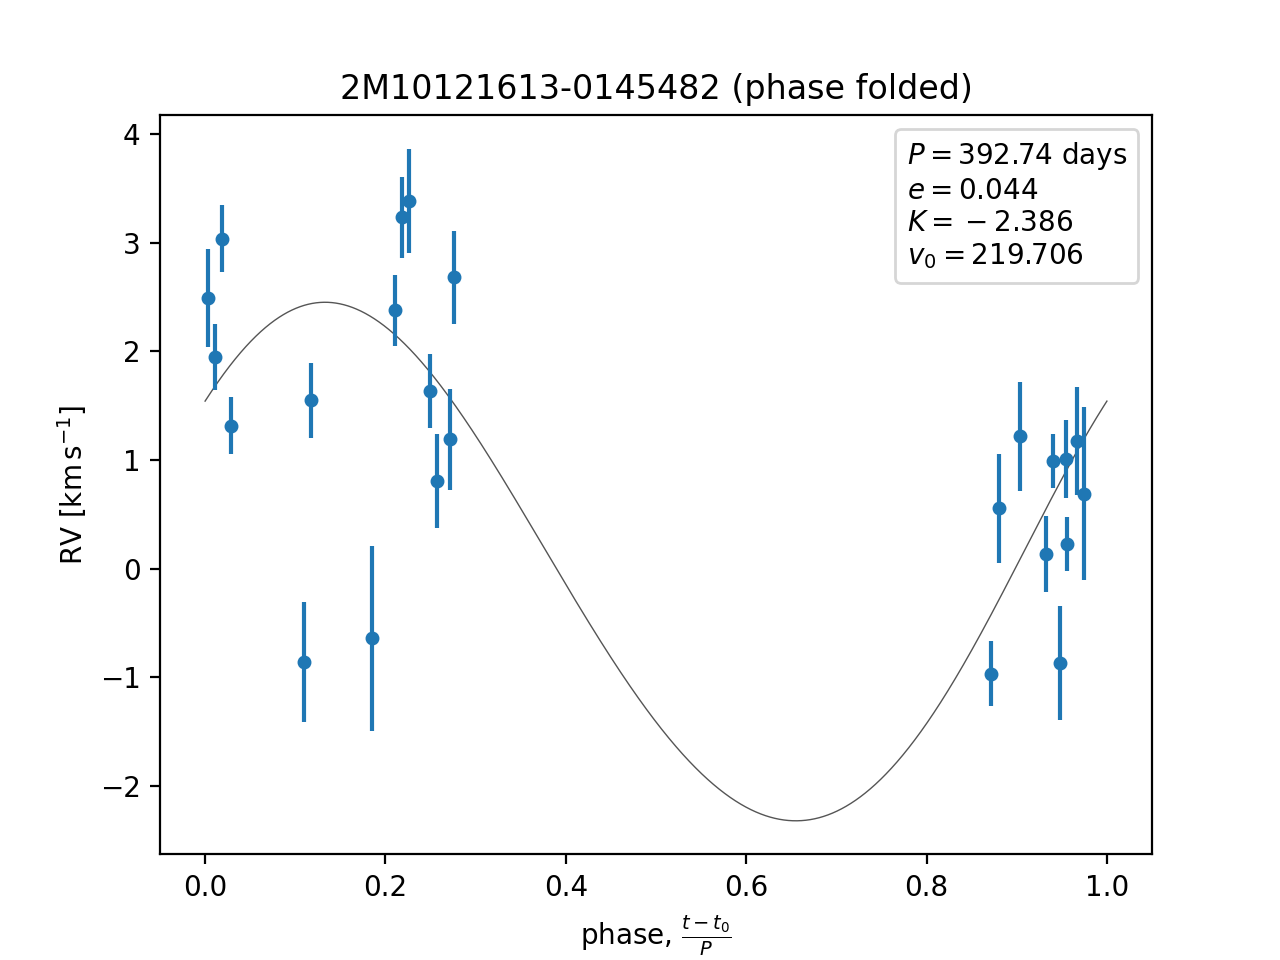 2M10121613-0145482 (phase folded)
P = 392.74 days
e = 0.044
K = −2.386
v₀ = 219.706
4
3
2
1
0
−1
−2
RV [km s⁻¹]
0.0 0.2 0.4 0.6 0.8 1.0
phase, (t − t₀)/P